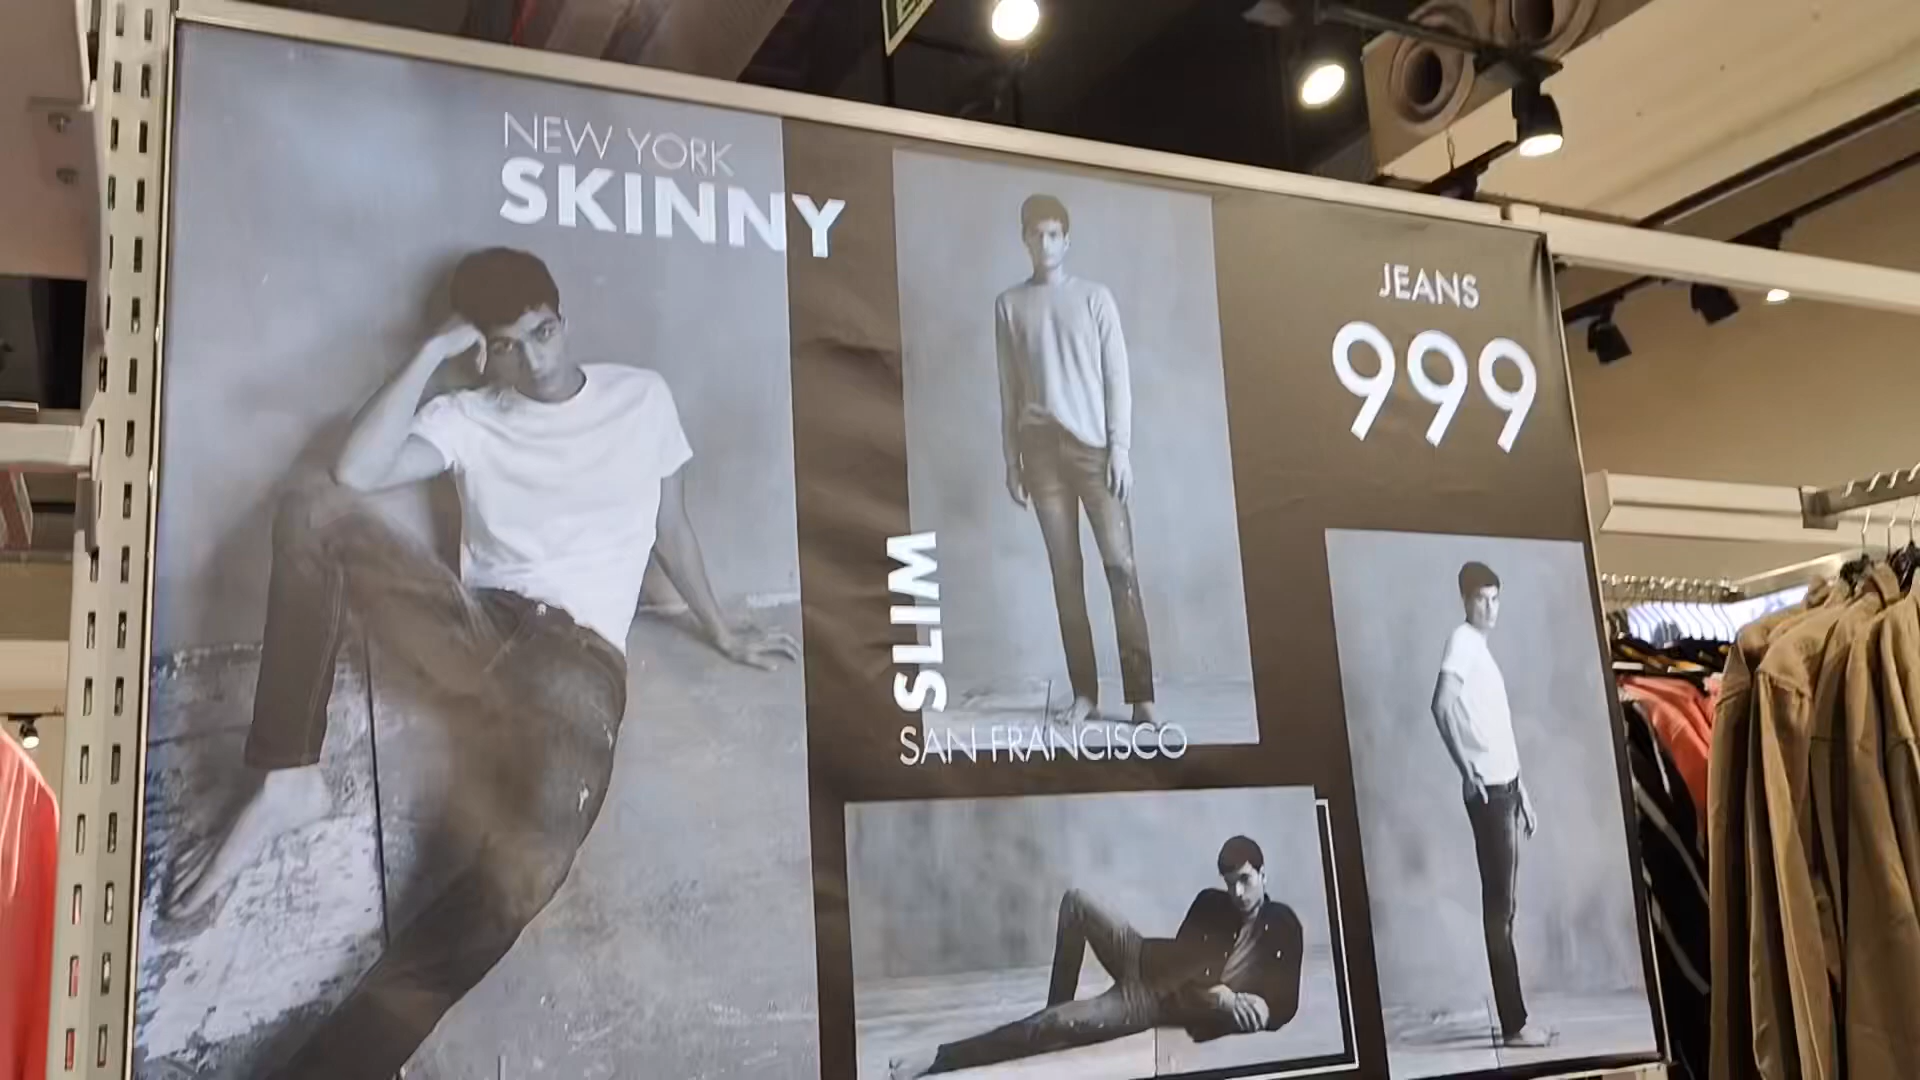 NEW YORK
SKINNY
JEANS
999
SLIM
SAN FRANCISCO